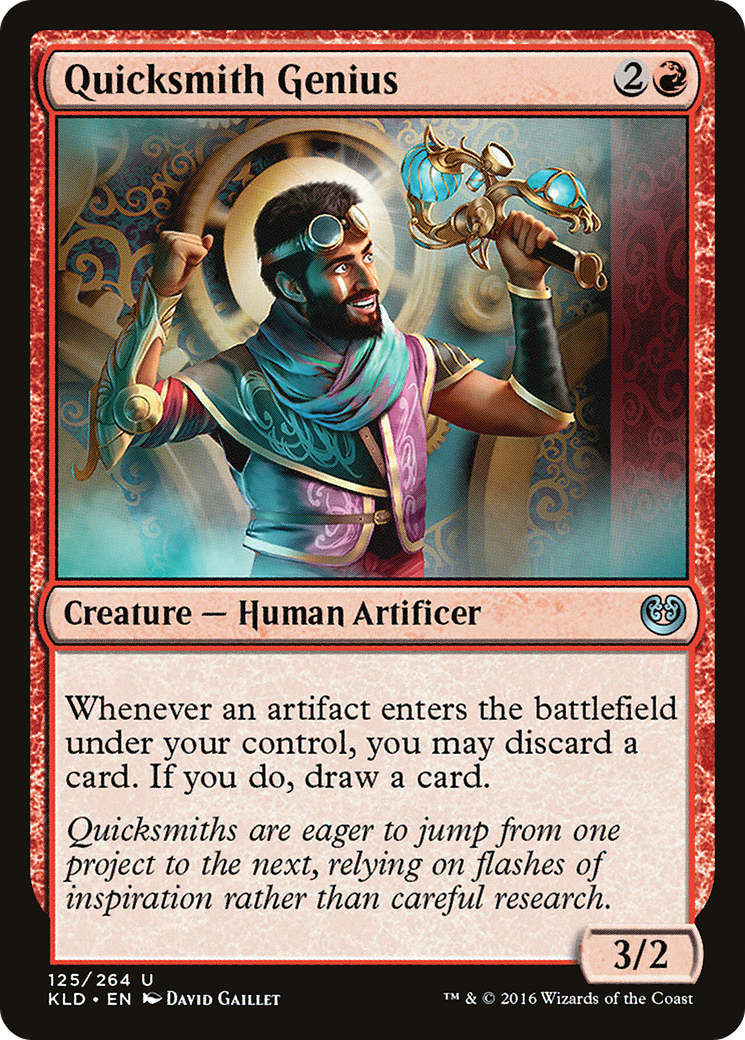 Quicksmith Genius 2
Creature — Human Artificer
Whenever an artifact enters the battlefield
under your control, you may discard a
card. If you do, draw a card.
Quicksmiths are eager to jump from one
project to the next, relying on flashes of
inspiration rather than careful research.
3/2
125/264 U
KLD • EN David Gaillet
™ & © 2016 Wizards of the Coast